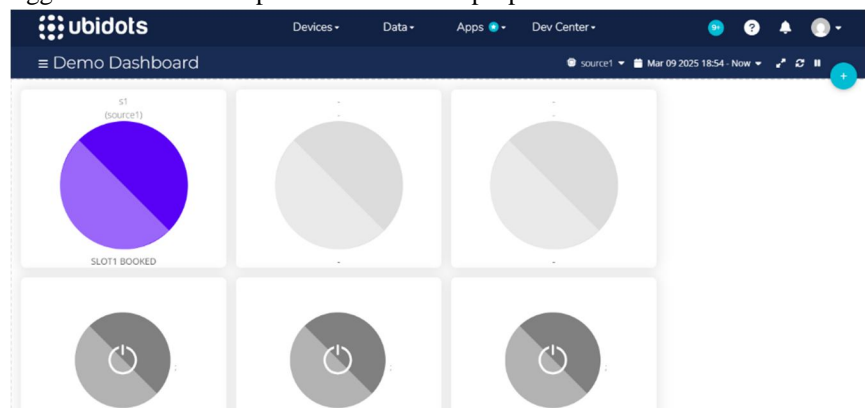 ubidots Devices Data Apps Dev Center 9+ ?
≡ Demo Dashboard source1 Mar 09 2025 18:54 - Now
+
s1 - -
(source1) - -
SLOT1 BOOKED - -
; ; ;